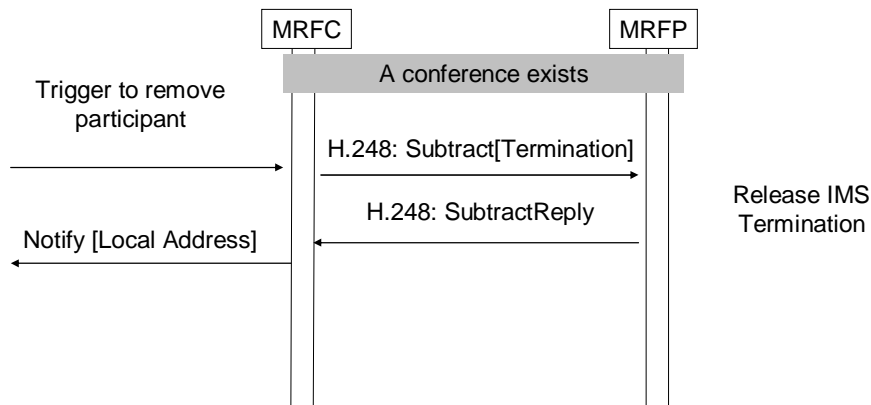 MRFC
MRFP
A conference exists
Trigger to remove
participant
H.248: Subtract[Termination]
H.248: SubtractReply
Release IMS
Termination
Notify [Local Address]